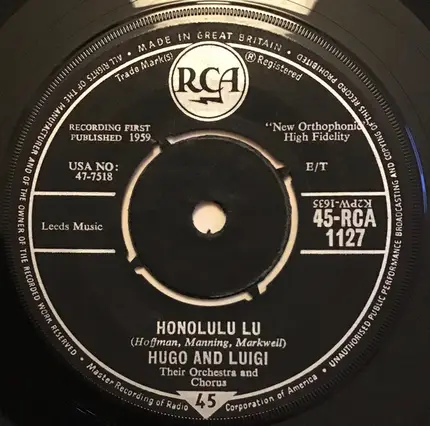 MADE IN GREAT BRITAIN •
Trade Mark(s) ® Registered
RCA
RECORDING FIRST
PUBLISHED 1959
"New Orthophonic"
High Fidelity
USA NO:
47-7518
E/T
K2PW-1635
45-RCA
1127
Leeds Music
HONOLULU LU
(Hoffman, Manning, Markwell)
HUGO AND LUIGI
Their Orchestra and
Chorus
45
Master Recording of Radio Corporation of America •
ALL RIGHTS OF THE MANUFACTURER AND OF THE OWNER OF THE RECORDED WORK RESERVED •
UNAUTHORISED PUBLIC PERFORMANCE BROADCASTING AND COPYING OF THIS RECORD PROHIBITED •